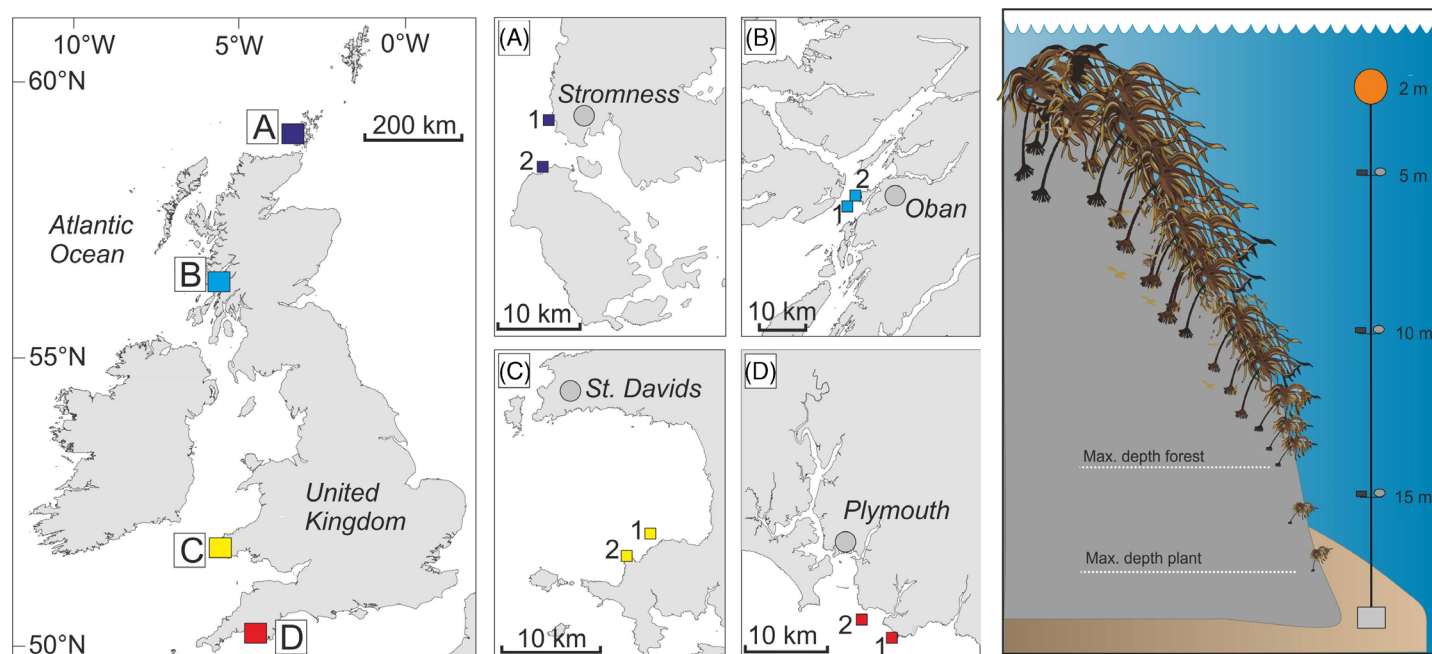 10°W
5°W
0°W
60°N
55°N
50°N
A
B
C
D
200 km
Atlantic
Ocean
United
Kingdom
(A)
Stromness
1
2
10 km
(B)
2
1
Oban
10 km
(C)
St. Davids
1
2
10 km
(D)
Plymouth
2
1
10 km
2 m
5 m
10 m
Max. depth forest
15 m
Max. depth plant